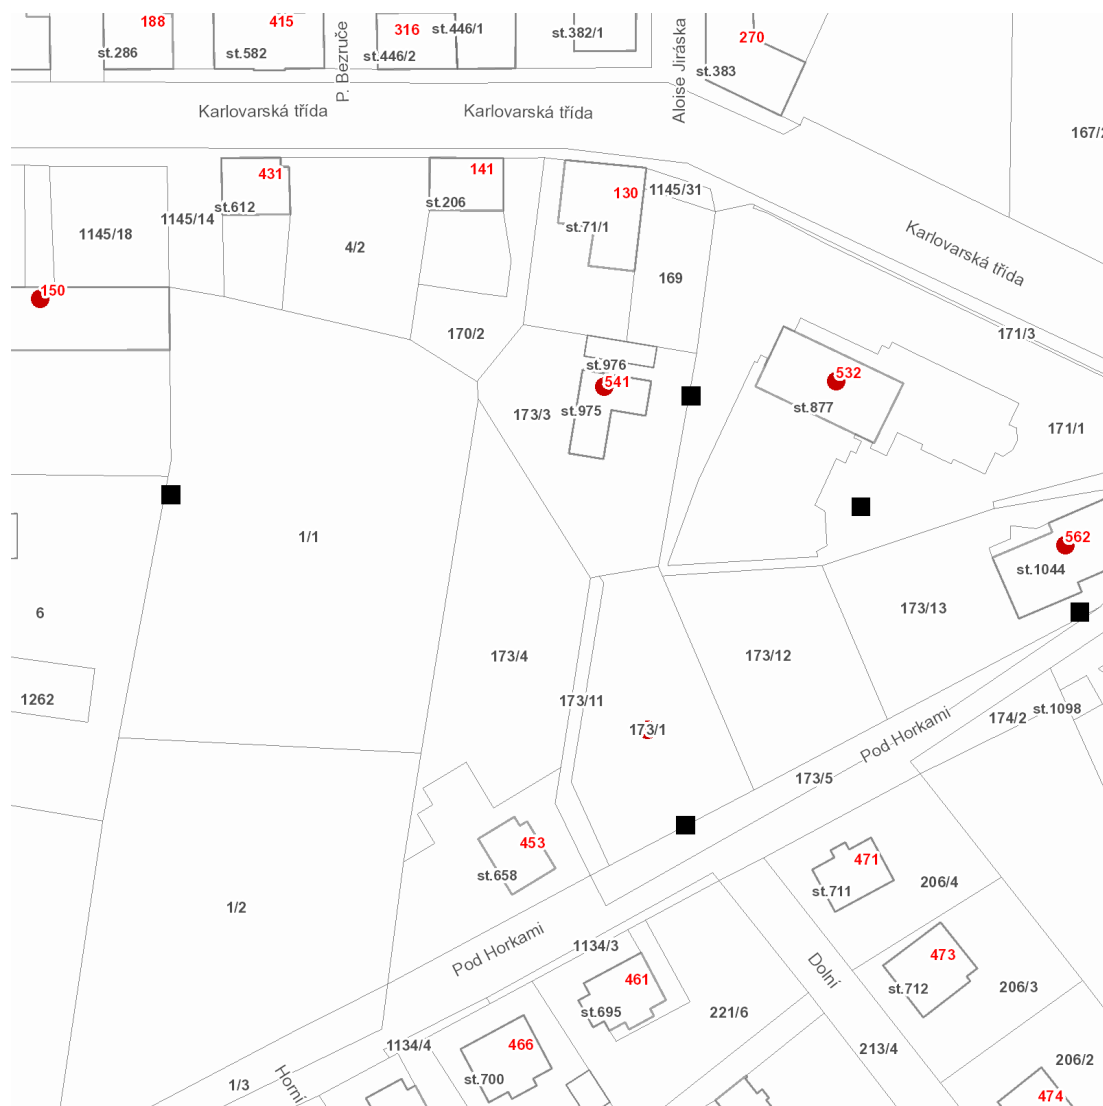 188
415
316
st.446/1
st.382/1
270
st.286
st.582
st.446/2
st.383
P. Bezruče
Aloise Jiráska
Karlovarská třída
Karlovarská třída
431
141
130
1145/31
st.612
st.206
st.71/1
1145/18
1145/14
4/2
169
Karlovarská třída
150
170/2
171/3
st.976
541
532
173/3
st.975
st.877
171/1
1/1
562
st.1044
6
173/13
173/4
173/12
1262
173/11
173/1
174/2
st.1098
Pod Horkami
173/5
453
471
st.658
st.711
206/4
1/2
Pod Horkami
1134/3
Dolní
473
461
st.712
206/3
st.695
221/6
1134/4
466
213/4
206/2
st.700
1/3
Horní
474